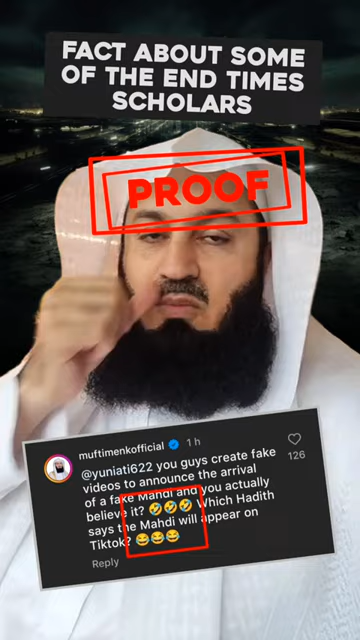 FACT ABOUT SOME
OF THE END TIMES
SCHOLARS
PROOF
muftimenkofficial 1 h
@yuniati622 you guys create fake
videos to announce the arrival
of a fake Mahdi and you actually
believe it? 🤣🤣🤣 Which Hadith
says the Mahdi will appear on
Tiktok? 😂😂😂
126
Reply